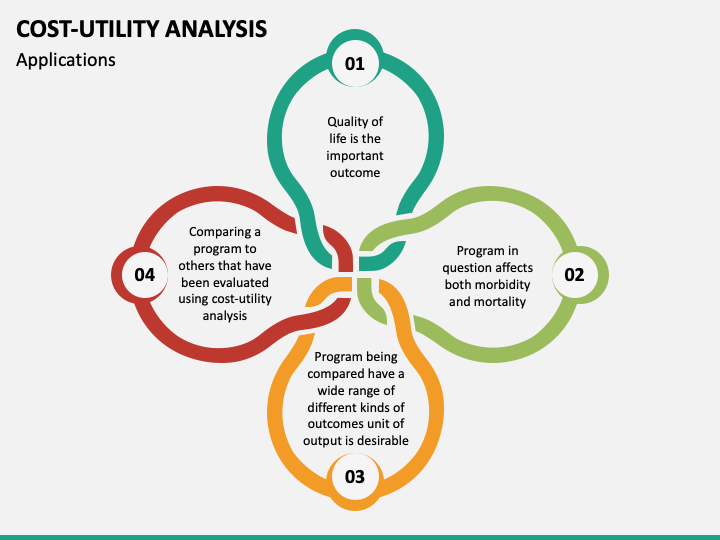 COST-UTILITY ANALYSIS
Applications
01
Quality of
life is the
important
outcome
02
Program in
question affects
both morbidity
and mortality
03
Program being
compared have a
wide range of
different kinds of
outcomes unit of
output is desirable
04
Comparing a
program to
others that have
been evaluated
using cost-utility
analysis